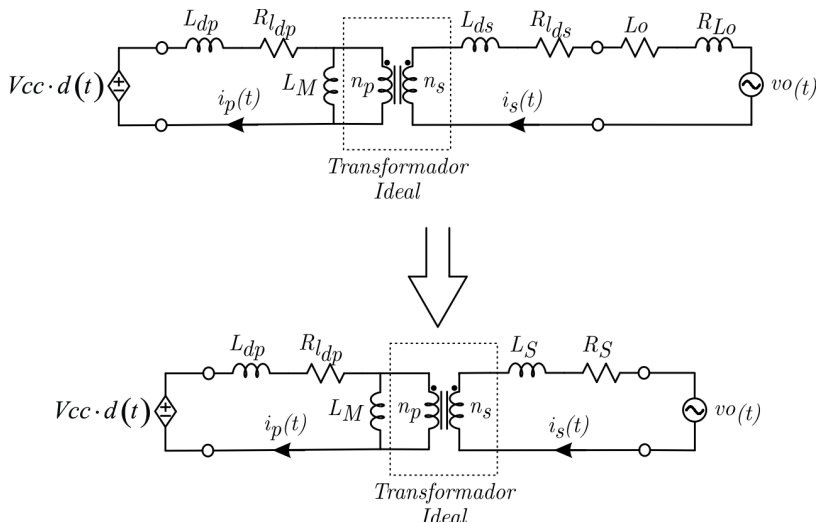 L_dp R_l_dp L_ds R_l_ds Lo R_Lo
Vcc·d(t) L_M n_p n_s vo(t)
i_p(t) i_s(t)
Transformador
Ideal
L_dp R_l_dp L_S R_S
Vcc·d(t) L_M n_p n_s vo(t)
i_p(t) i_s(t)
Transformador
Ideal